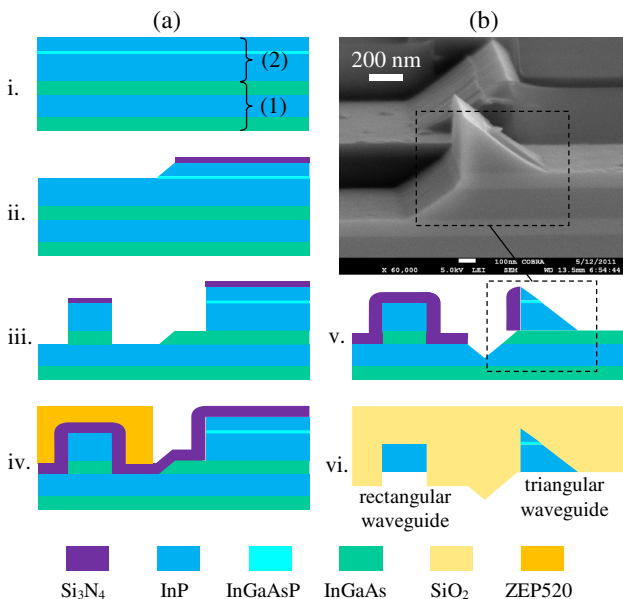 (a)
(b)
i.
(2)
(1)
ii.
iii.
iv.
200 nm
100nm COBRA 5/12/2011
X 60,000 5.0kV LEI SEM WD 13.5mm 6:54:44
v.
vi.
rectangular
waveguide
triangular
waveguide
Si₃N₄
InP
InGaAsP
InGaAs
SiO₂
ZEP520